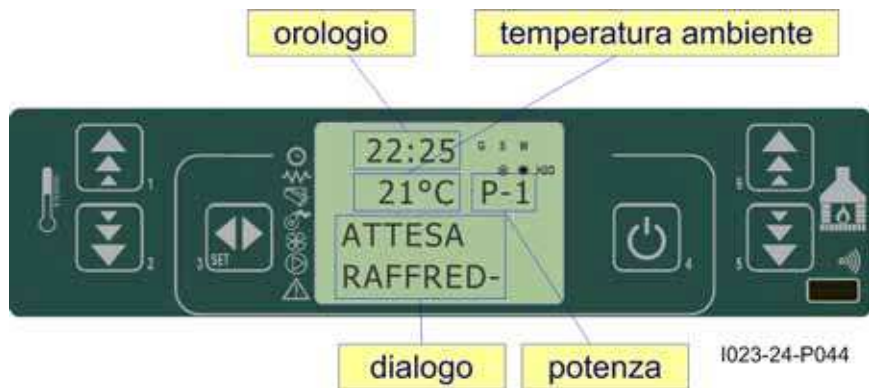 orologio
temperatura ambiente
22:25
G S W
21°C P-1
ATTESA
RAFFRED-
1
2
3 SET
4
5
dialogo
potenza
I023-24-P044